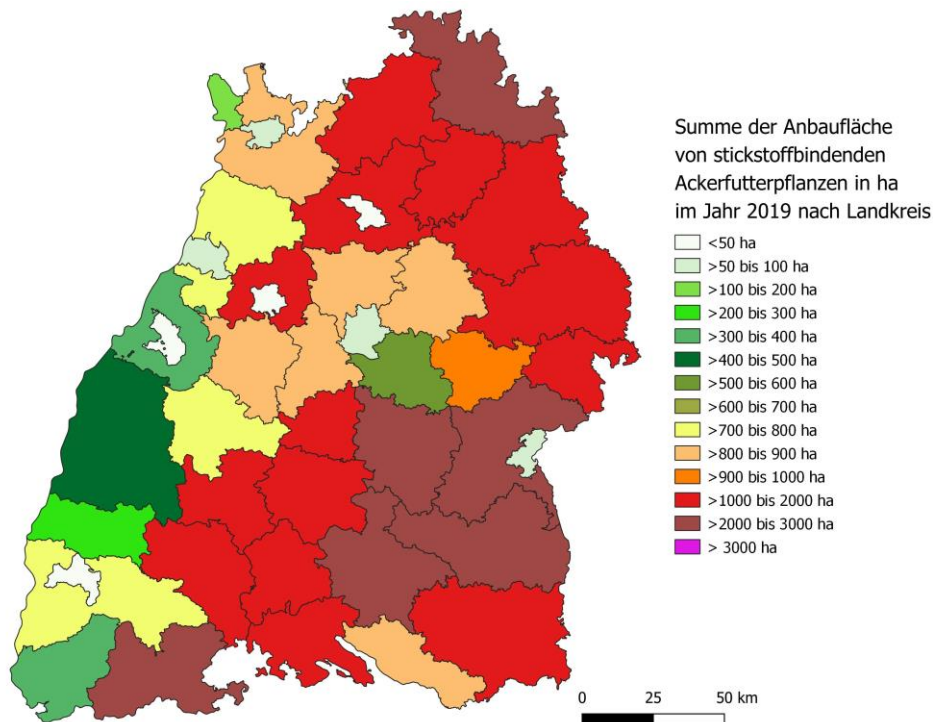 Summe der Anbaufläche
von stickstoffbindenden
Ackerfutterpflanzen in ha
im Jahr 2019 nach Landkreis
<50 ha
>50 bis 100 ha
>100 bis 200 ha
>200 bis 300 ha
>300 bis 400 ha
>400 bis 500 ha
>500 bis 600 ha
>600 bis 700 ha
>700 bis 800 ha
>800 bis 900 ha
>900 bis 1000 ha
>1000 bis 2000 ha
>2000 bis 3000 ha
> 3000 ha
0 25 50 km